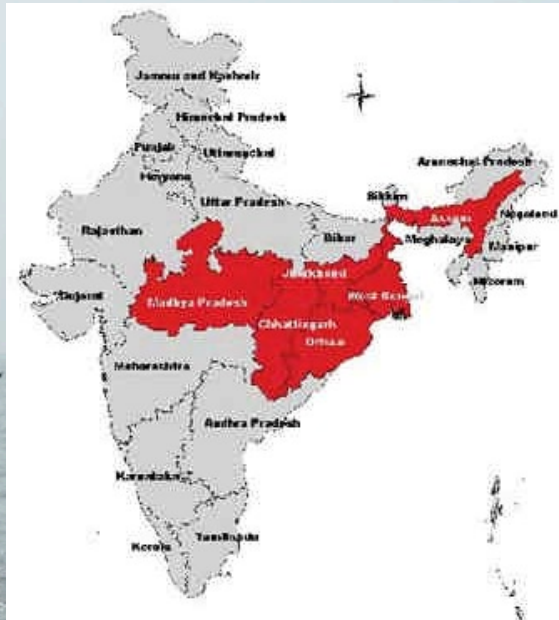 Jammu and Kashmir
Himachal Pradesh
Punjab
Uttaranchal
Haryana
Arunachal Pradesh
Uttar Pradesh
Sikkim
Assam
Nagaland
Rajasthan
Bihar
Meghalaya
Manipur
Jharkhand
Mizoram
Gujarat
Madhya Pradesh
West Bengal
Chhattisgarh
Orissa
Maharashtra
Andhra Pradesh
Karnataka
Kerala
Tamilnadu